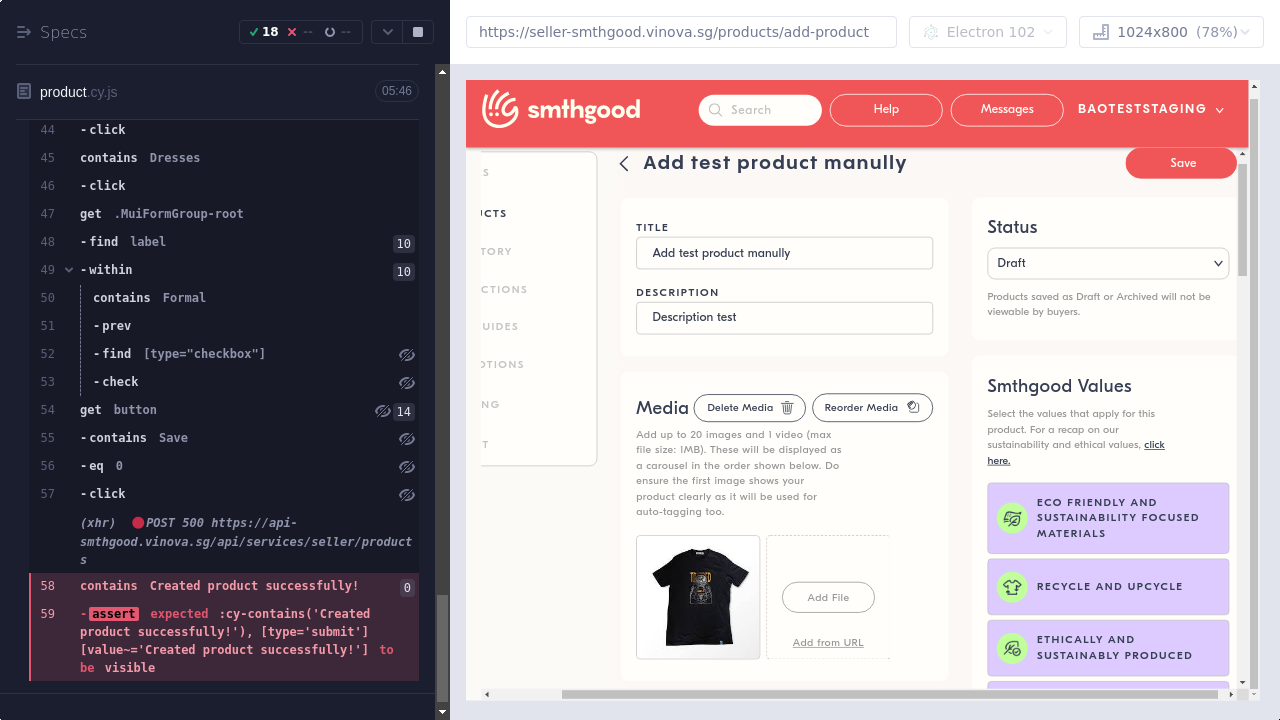 Specs
18 -- --
https://seller-smthgood.vinova.sg/products/add-product
Electron 102
1024x800 (78%)
product.cy.js
05:46
44 -click
45 contains Dresses
46 -click
47 get .MuiFormGroup-root
48 -find label 10
49 -within 10
50 contains Formal
51 -prev
52 -find [type="checkbox"]
53 -check
54 get button 14
55 -contains Save
56 -eq 0
57 -click
(xhr) POST 500 https://api-
smthgood.vinova.sg/api/services/seller/product
s
58 contains Created product successfully! 0
59 -assert expected :cy-contains('Created
product successfully!'), [type='submit']
[value~='Created product successfully!'] to
be visible
smthgood
Search
Help
Messages
BAOTESTSTAGING
S
UCTS
TORY
CTIONS
UIDES
OTIONS
NG
T
Add test product manully
Save
TITLE
Add test product manully
DESCRIPTION
Description test
Media
Delete Media
Reorder Media
Add up to 20 images and 1 video (max
file size: 1MB). These will be displayed as
a carousel in the order shown below. Do
ensure the first image shows your
product clearly as it will be used for
auto-tagging too.
Add File
Add from URL
Status
Draft
Products saved as Draft or Archived will not be
viewable by buyers.
Smthgood Values
Select the values that apply for this
product. For a recap on our
sustainability and ethical values, click
here.
ECO FRIENDLY AND
SUSTAINABILITY FOCUSED
MATERIALS
RECYCLE AND UPCYCLE
ETHICALLY AND
SUSTAINABLY PRODUCED